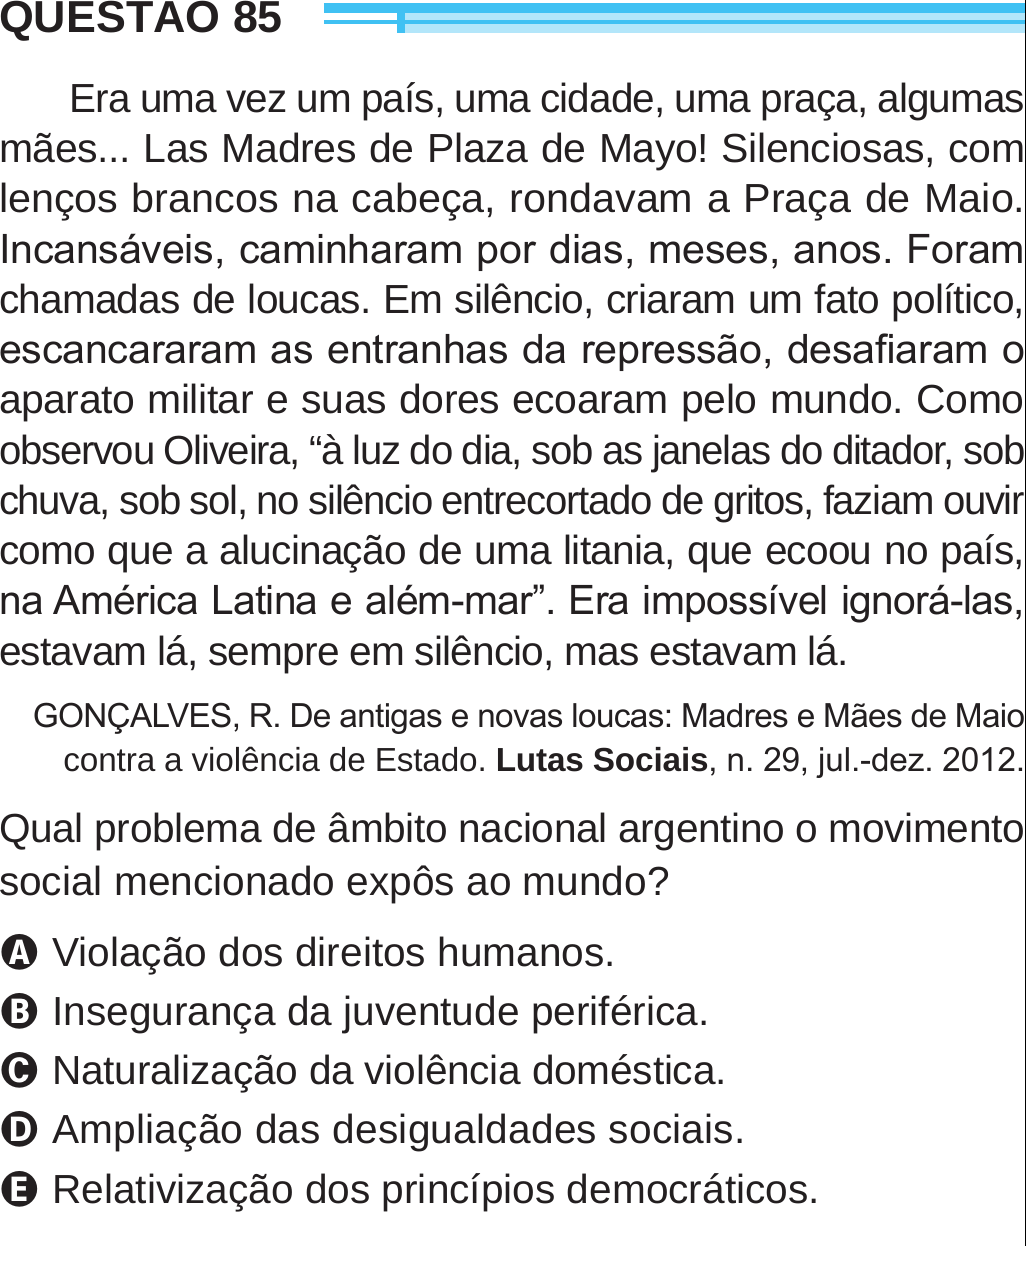 QUESTÃO 85
Era uma vez um país, uma cidade, uma praça, algumas
mães... Las Madres de Plaza de Mayo! Silenciosas, com
lenços brancos na cabeça, rondavam a Praça de Maio.
Incansáveis, caminharam por dias, meses, anos. Foram
chamadas de loucas. Em silêncio, criaram um fato político,
escancararam as entranhas da repressão, desafiaram o
aparato militar e suas dores ecoaram pelo mundo. Como
observou Oliveira, “à luz do dia, sob as janelas do ditador, sob
chuva, sob sol, no silêncio entrecortado de gritos, faziam ouvir
como que a alucinação de uma litania, que ecoou no país,
na América Latina e além-mar”. Era impossível ignorá-las,
estavam lá, sempre em silêncio, mas estavam lá.
GONÇALVES, R. De antigas e novas loucas: Madres e Mães de Maio
contra a violência de Estado. Lutas Sociais, n. 29, jul.-dez. 2012.
Qual problema de âmbito nacional argentino o movimento
social mencionado expôs ao mundo?
A Violação dos direitos humanos.
B Insegurança da juventude periférica.
C Naturalização da violência doméstica.
D Ampliação das desigualdades sociais.
E Relativização dos princípios democráticos.